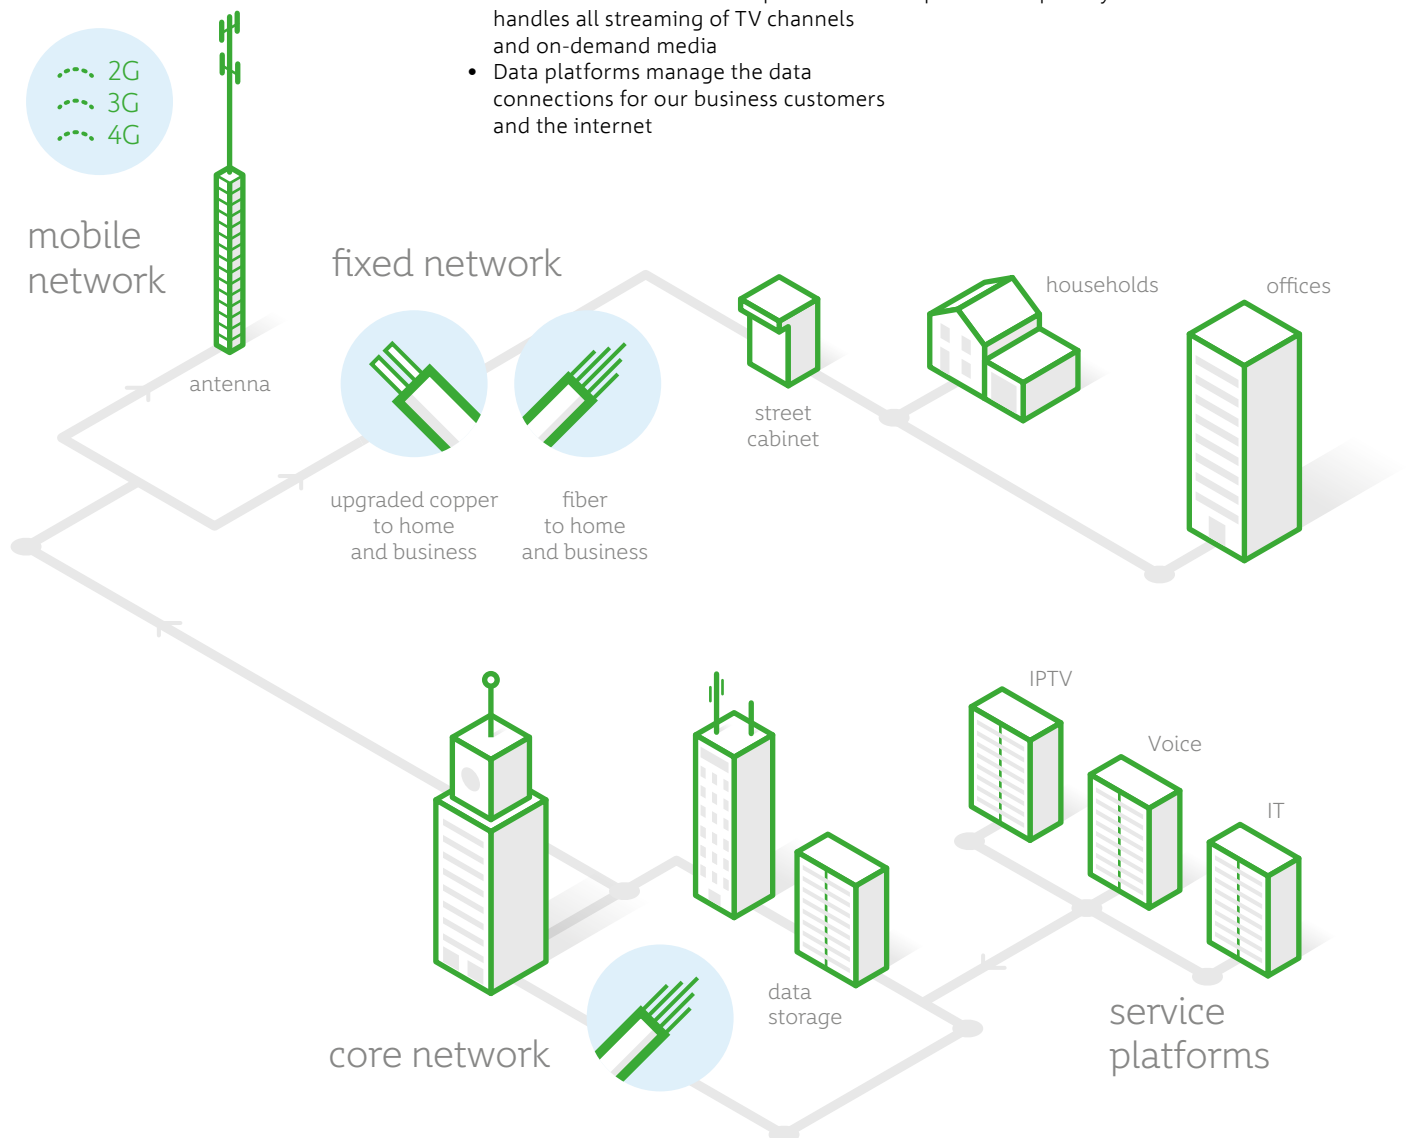 handles all streaming of TV channels
and on-demand media
• Data platforms manage the data
connections for our business customers
and the internet
2G
3G
4G
mobile
network
antenna
fixed network
upgraded copper
to home
and business
fiber
to home
and business
street
cabinet
households
offices
IPTV
Voice
IT
data
storage
core network
service
platforms